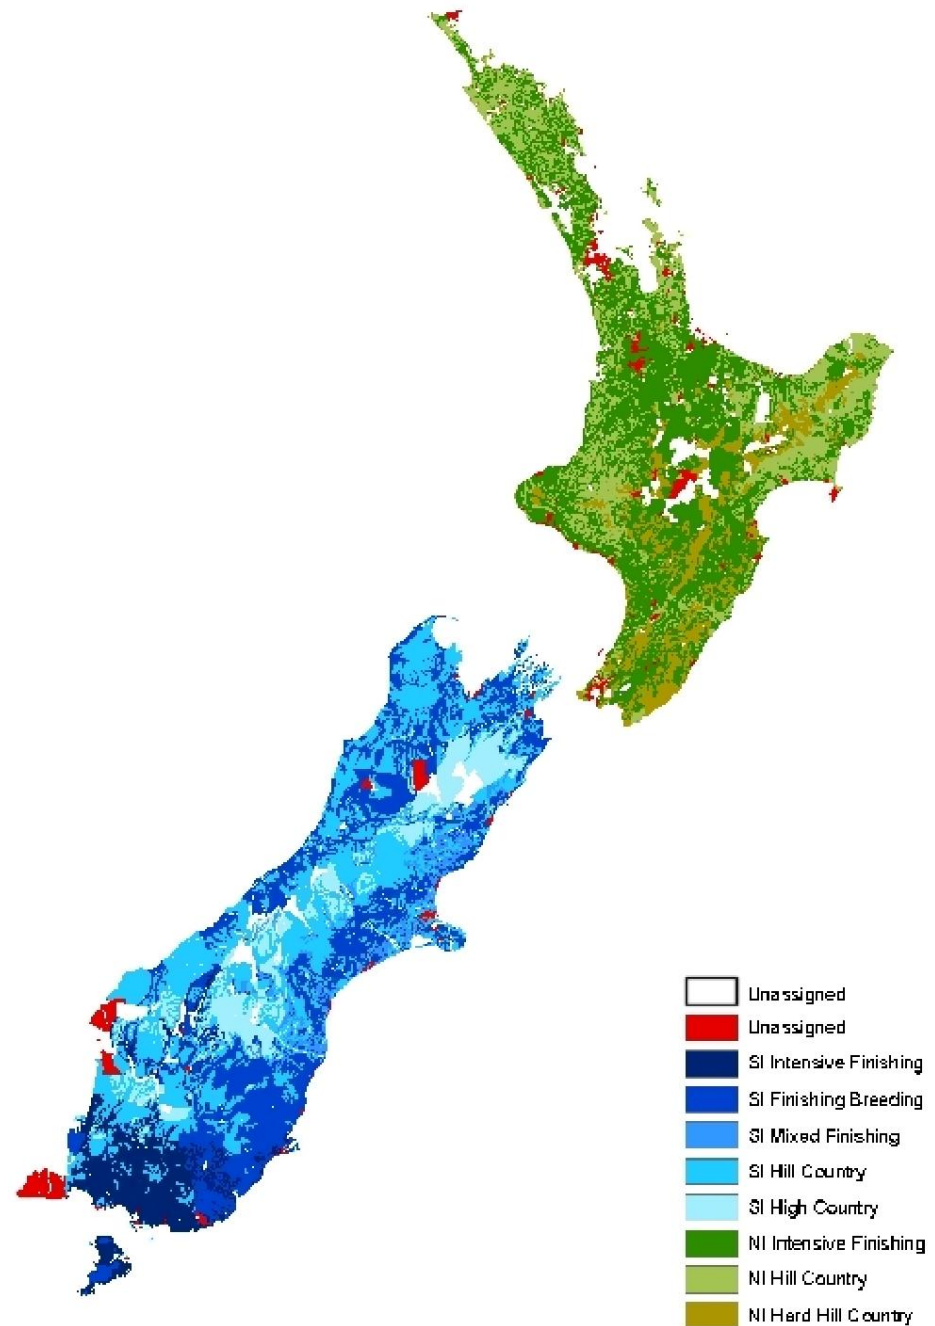 Unassigned
Unassigned
SI Intensive Finishing
SI Finishing Breeding
SI Mixed Finishing
SI Hill Country
SI High Country
NI Intensive Finishing
NI Hill Country
NI Hard Hill Country